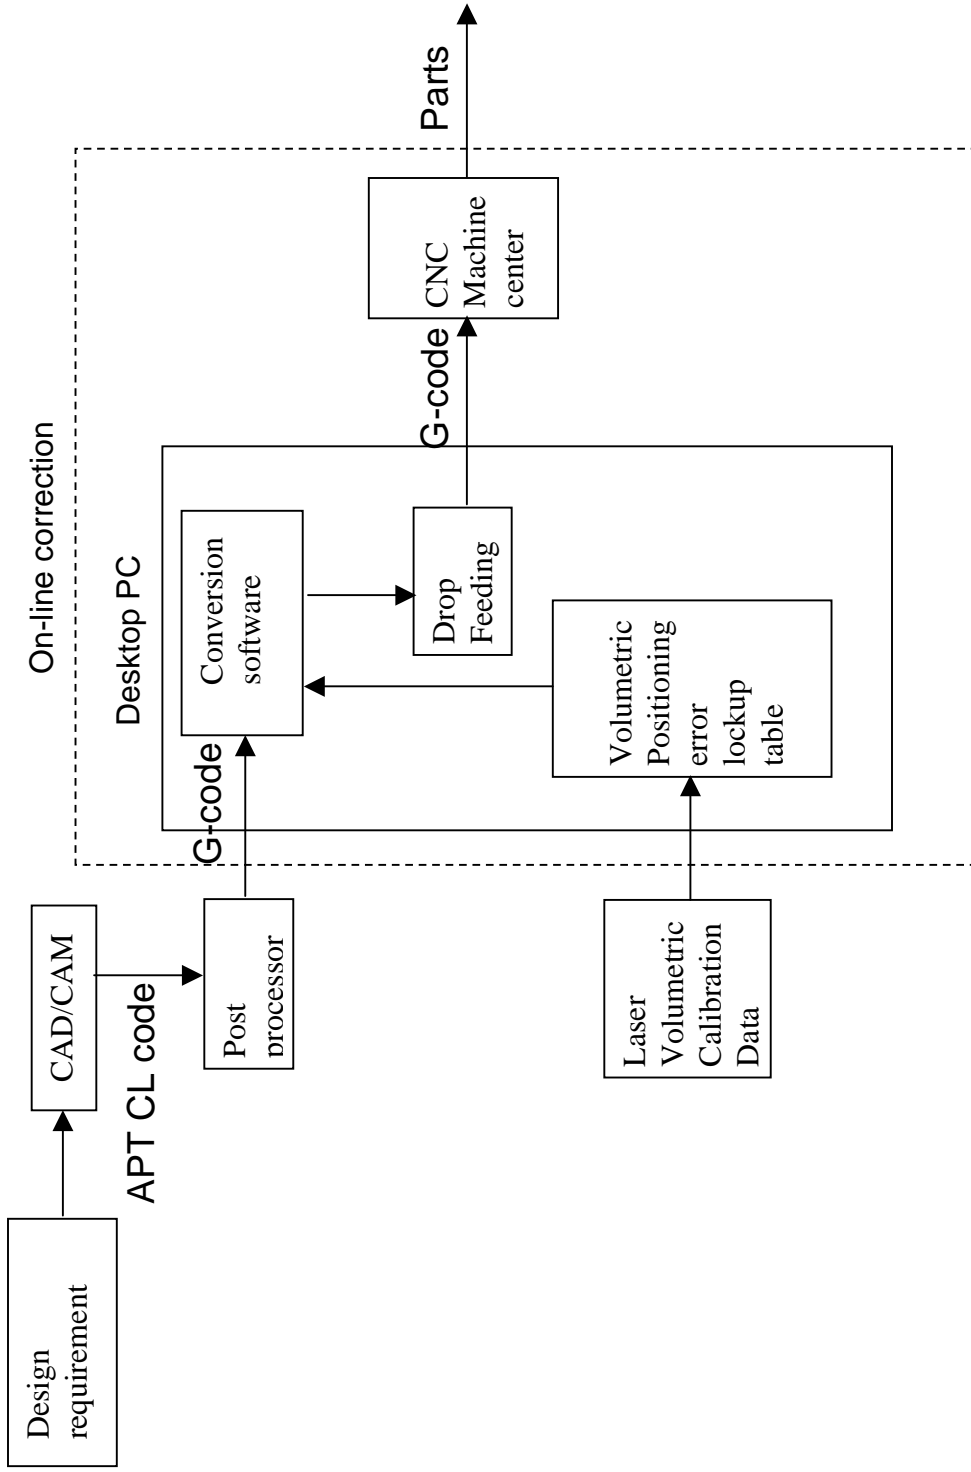 On-line correction
Design
requirement
CAD/CAM
APT CL code
Post
processor
G-code
Desktop PC
Conversion
software
Drop
Feeding
G-code
CNC
Machine
center
Parts
Laser
Volumetric
Calibration
Data
Volumetric
Positioning
error
lockup
table